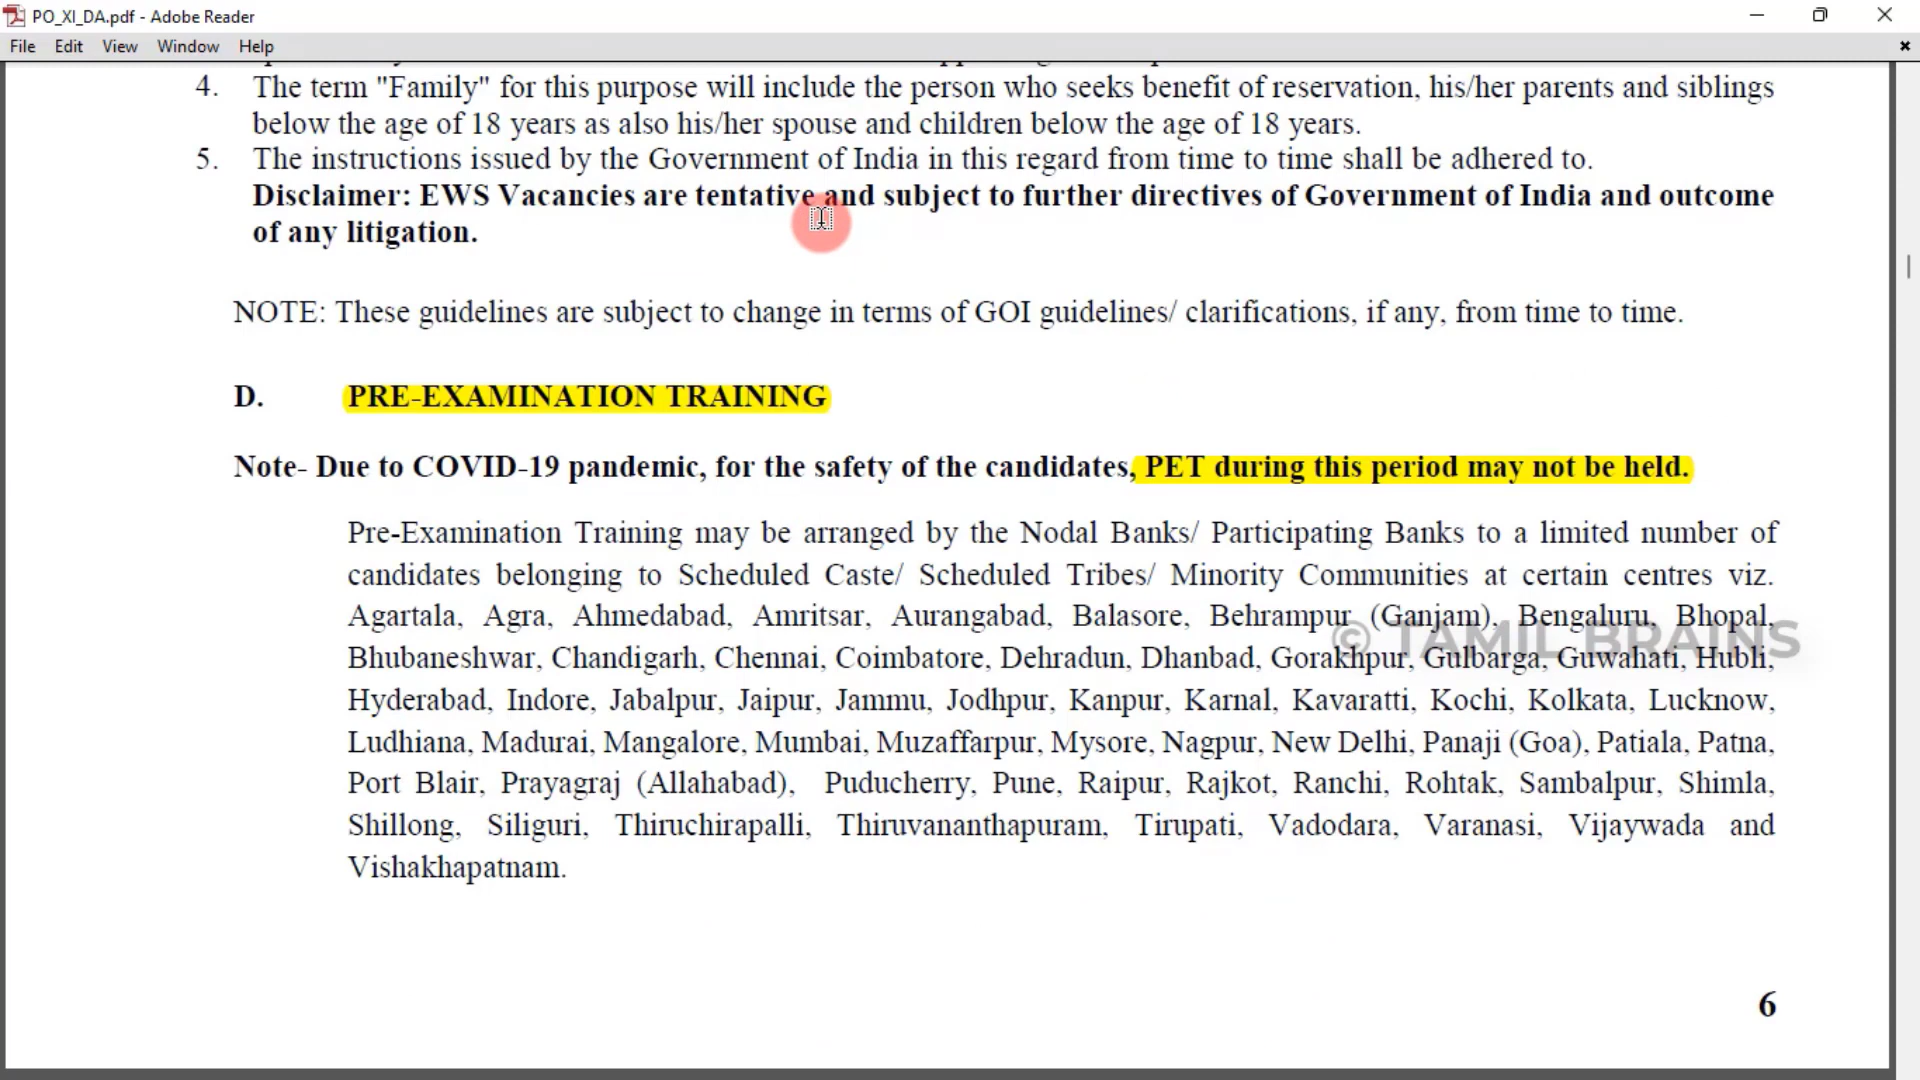 PO_XI_DA.pdf - Adobe Reader
File Edit View Window Help
4. The term "Family" for this purpose will include the person who seeks benefit of reservation, his/her parents and siblings
below the age of 18 years as also his/her spouse and children below the age of 18 years.
5. The instructions issued by the Government of India in this regard from time to time shall be adhered to.
Disclaimer: EWS Vacancies are tentative and subject to further directives of Government of India and outcome
of any litigation.
NOTE: These guidelines are subject to change in terms of GOI guidelines/ clarifications, if any, from time to time.
D. PRE-EXAMINATION TRAINING
Note- Due to COVID-19 pandemic, for the safety of the candidates, PET during this period may not be held.
Pre-Examination Training may be arranged by the Nodal Banks/ Participating Banks to a limited number of
candidates belonging to Scheduled Caste/ Scheduled Tribes/ Minority Communities at certain centres viz.
Agartala, Agra, Ahmedabad, Amritsar, Aurangabad, Balasore, Behrampur (Ganjam), Bengaluru, Bhopal,
© TAMIL BRAINS
Bhubaneshwar, Chandigarh, Chennai, Coimbatore, Dehradun, Dhanbad, Gorakhpur, Gulbarga, Guwahati, Hubli,
Hyderabad, Indore, Jabalpur, Jaipur, Jammu, Jodhpur, Kanpur, Karnal, Kavaratti, Kochi, Kolkata, Lucknow,
Ludhiana, Madurai, Mangalore, Mumbai, Muzaffarpur, Mysore, Nagpur, New Delhi, Panaji (Goa), Patiala, Patna,
Port Blair, Prayagraj (Allahabad), Puducherry, Pune, Raipur, Rajkot, Ranchi, Rohtak, Sambalpur, Shimla,
Shillong, Siliguri, Thiruchirapalli, Thiruvananthapuram, Tirupati, Vadodara, Varanasi, Vijaywada and
Vishakhapatnam.
6